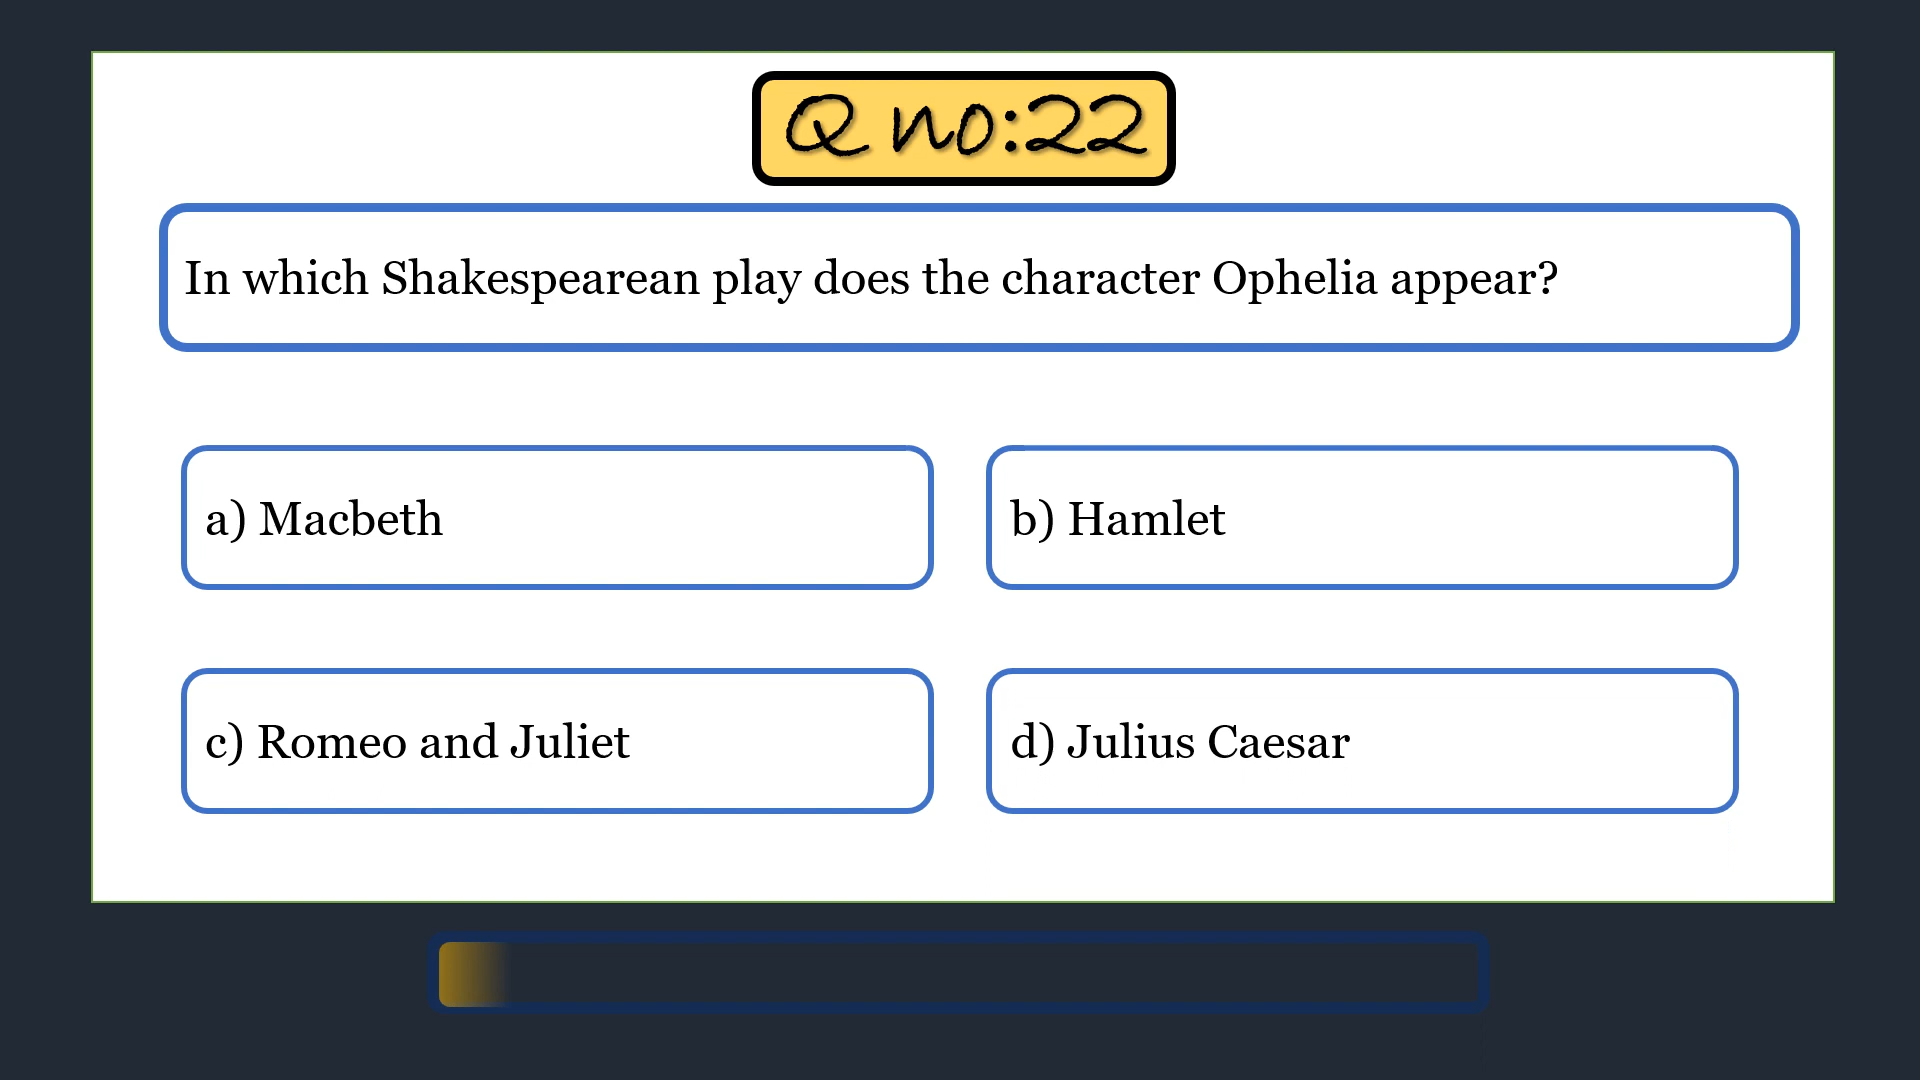 Q no:22
In which Shakespearean play does the character Ophelia appear?
a) Macbeth
b) Hamlet
c) Romeo and Juliet
d) Julius Caesar